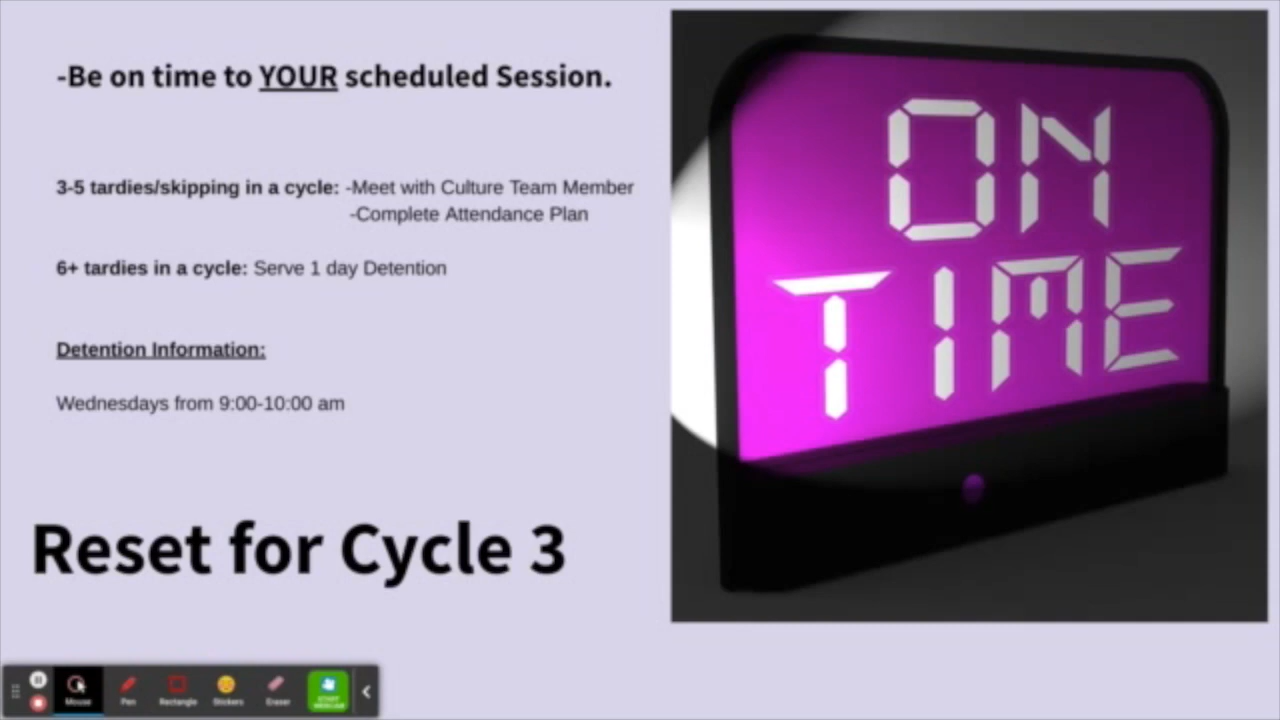 -Be on time to YOUR scheduled Session.
3-5 tardies/skipping in a cycle: -Meet with Culture Team Member
-Complete Attendance Plan
6+ tardies in a cycle: Serve 1 day Detention
Detention Information:
Wednesdays from 9:00-10:00 am
Reset for Cycle 3
ON
TIME
Mouse Pen Rectangle Stickers Eraser START WEBCAM